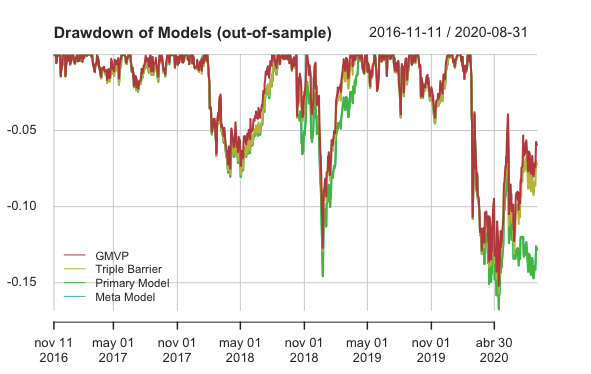 Drawdown of Models (out-of-sample) 2016-11-11 / 2020-08-31
-0.05
-0.10
-0.15
GMVP
Triple Barrier
Primary Model
Meta Model
nov 11 may 01 nov 01 may 01 nov 01 may 01 nov 01 abr 30
2016 2017 2017 2018 2018 2019 2019 2020